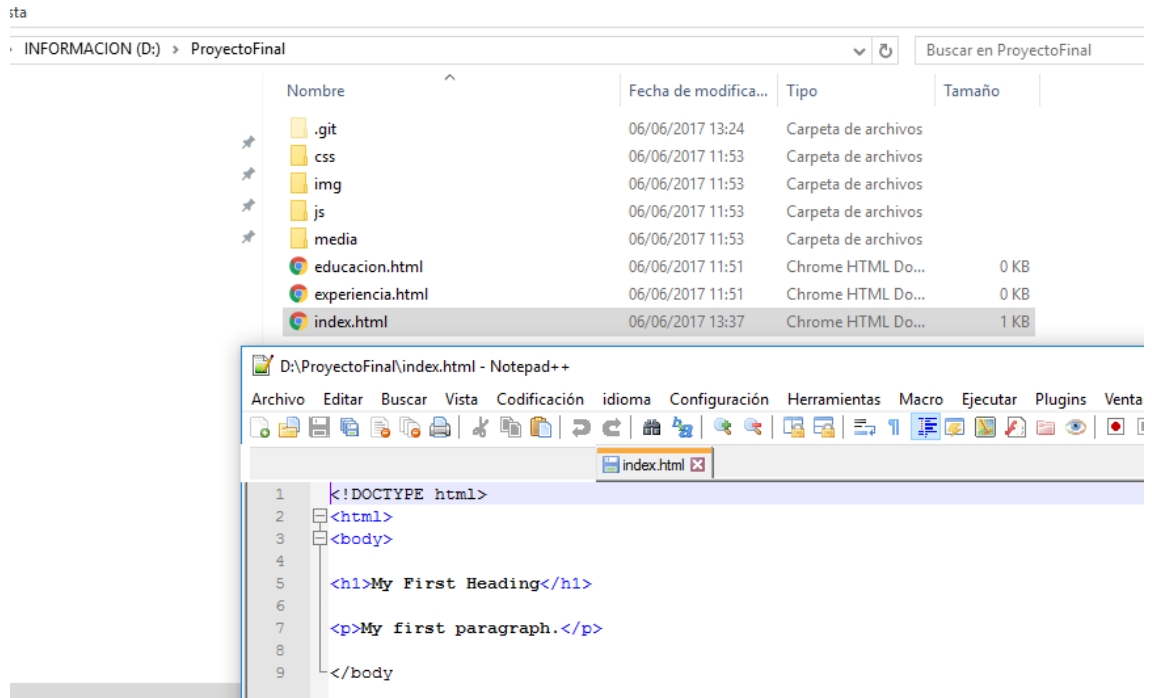 sta
INFORMACION (D:) > ProyectoFinal Buscar en ProyectoFinal
Nombre Fecha de modifica... Tipo Tamaño
.git 06/06/2017 13:24 Carpeta de archivos
css 06/06/2017 11:53 Carpeta de archivos
img 06/06/2017 11:53 Carpeta de archivos
js 06/06/2017 11:53 Carpeta de archivos
media 06/06/2017 11:53 Carpeta de archivos
educacion.html 06/06/2017 11:51 Chrome HTML Do... 0 KB
experiencia.html 06/06/2017 11:51 Chrome HTML Do... 0 KB
index.html 06/06/2017 13:37 Chrome HTML Do... 1 KB
D:\ProyectoFinal\index.html - Notepad++
Archivo Editar Buscar Vista Codificación idioma Configuración Herramientas Macro Ejecutar Plugins Venta
index.html
1 <!DOCTYPE html>
2 <html>
3 <body>
4
5 <h1>My First Heading</h1>
6
7 <p>My first paragraph.</p>
8
9 </body